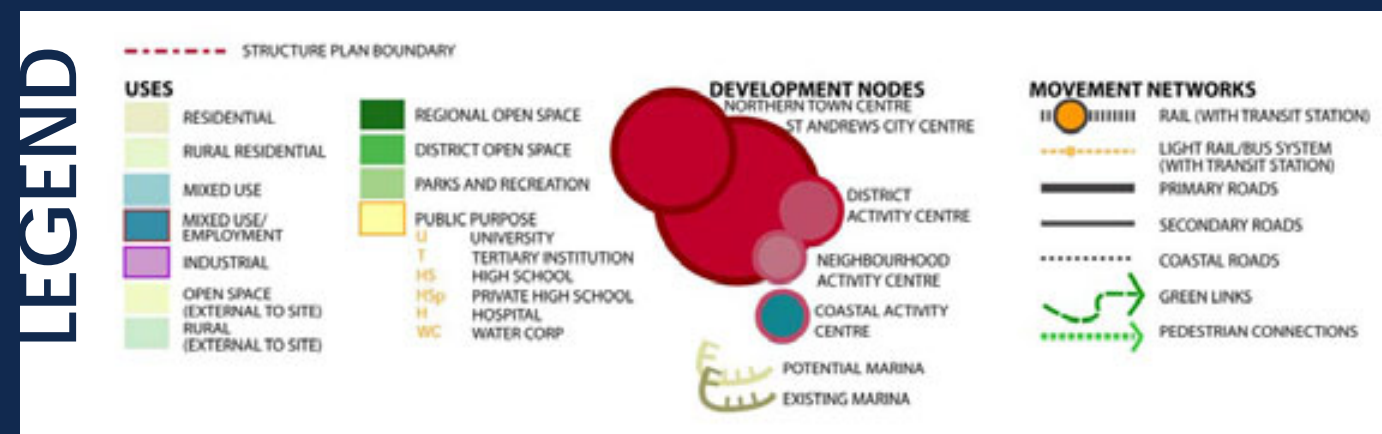 LEGEND
STRUCTURE PLAN BOUNDARY
USES
RESIDENTIAL
RURAL RESIDENTIAL
MIXED USE
MIXED USE/
EMPLOYMENT
INDUSTRIAL
OPEN SPACE
(EXTERNAL TO SITE)
RURAL
(EXTERNAL TO SITE)
REGIONAL OPEN SPACE
DISTRICT OPEN SPACE
PARKS AND RECREATION
PUBLIC PURPOSE
U UNIVERSITY
T TERTIARY INSTITUTION
HS HIGH SCHOOL
HSp PRIVATE HIGH SCHOOL
H HOSPITAL
WC WATER CORP
DEVELOPMENT NODES
NORTHERN TOWN CENTRE
ST ANDREWS CITY CENTRE
DISTRICT
ACTIVITY CENTRE
NEIGHBOURHOOD
ACTIVITY CENTRE
COASTAL ACTIVITY
CENTRE
POTENTIAL MARINA
EXISTING MARINA
MOVEMENT NETWORKS
RAIL (WITH TRANSIT STATION)
LIGHT RAIL/BUS SYSTEM
(WITH TRANSIT STATION)
PRIMARY ROADS
SECONDARY ROADS
COASTAL ROADS
GREEN LINKS
PEDESTRIAN CONNECTIONS